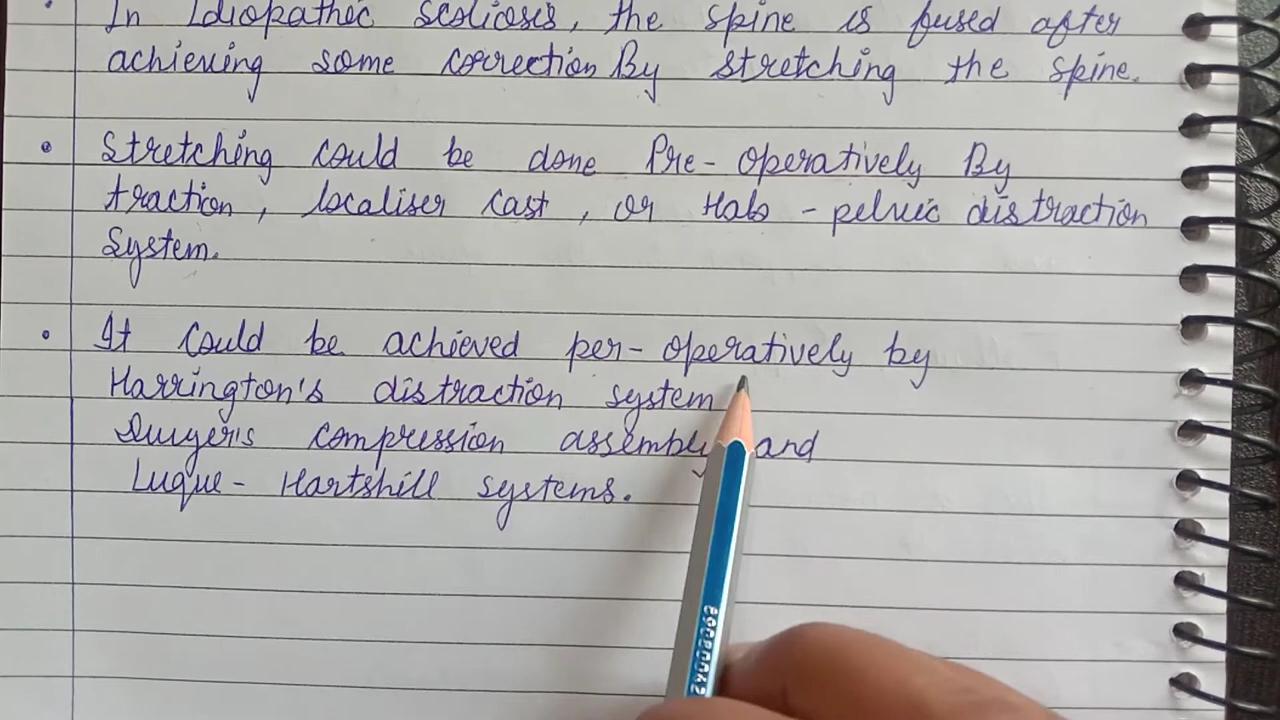 In Idiopathic scoliosis, the spine is fused after
achieving some correction By stretching the spine.
Stretching could be done Pre-operatively By
traction, localiser cast, or Halo-pelvic distraction
System.
It could be achieved per-operatively by
Harrington's distraction system
Dwyer's compression assembly and
Luque-Hartshill systems.